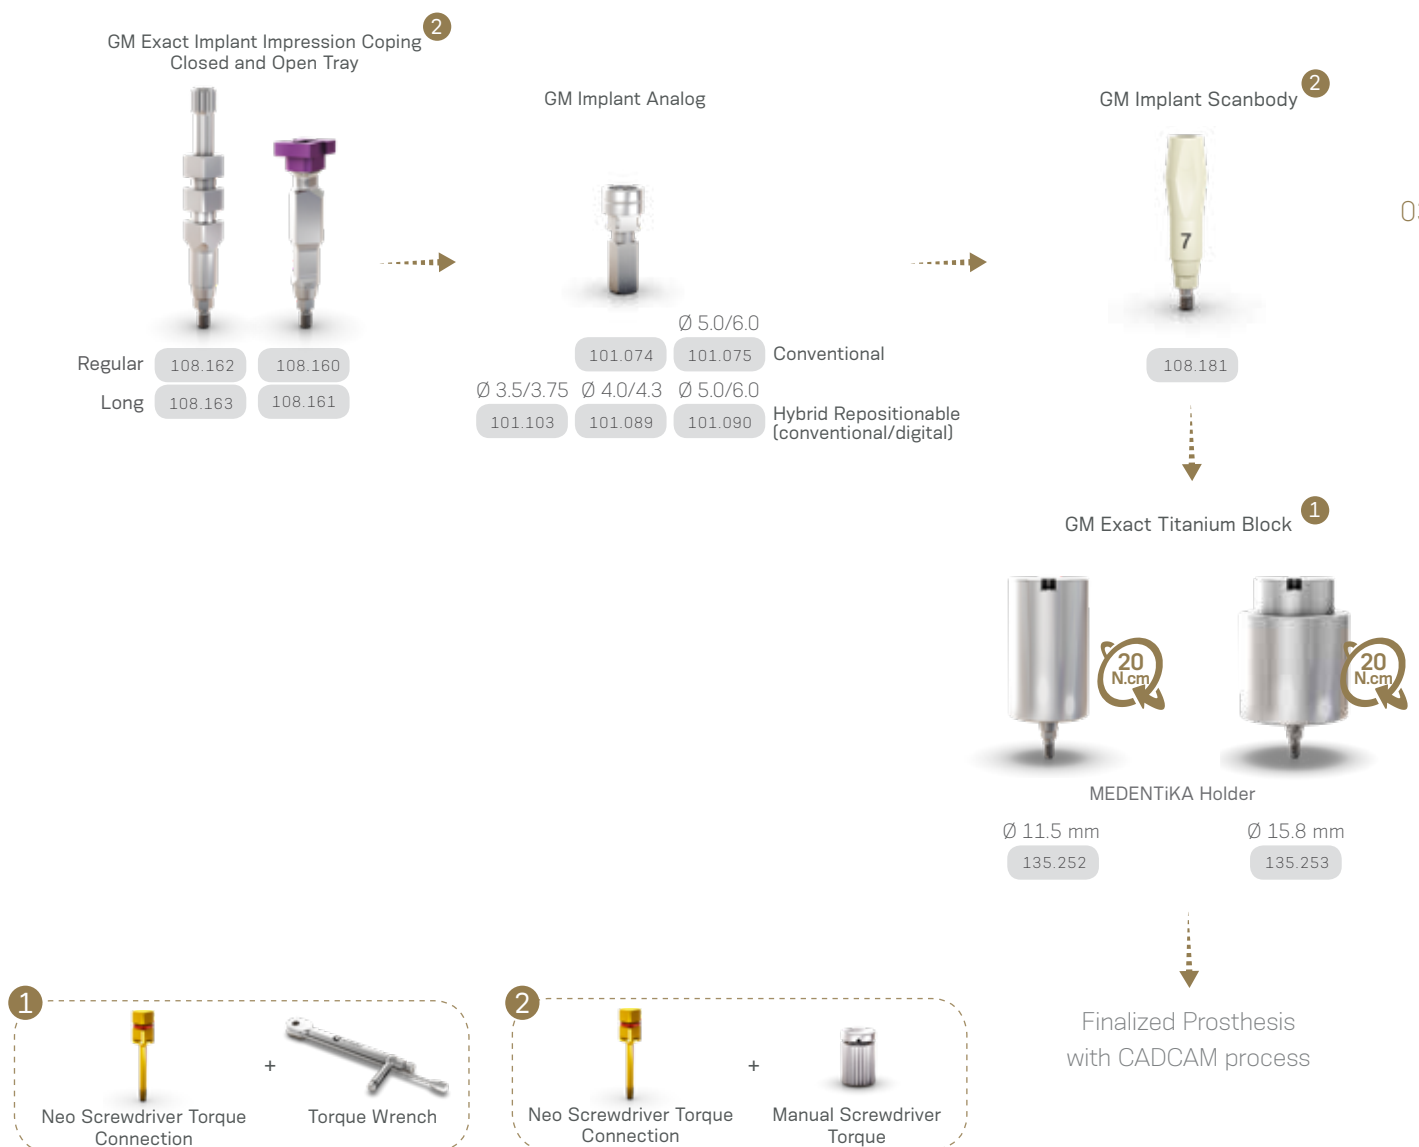 GM Exact Implant Impression Coping 2
Closed and Open Tray
Regular 108.162 108.160
Long 108.163 108.161
GM Implant Analog
Ø 5.0/6.0
101.074 101.075 Conventional
Ø 3.5/3.75 Ø 4.0/4.3 Ø 5.0/6.0
101.103 101.089 101.090 Hybrid Repositionable
(conventional/digital)
GM Implant Scanbody 2
7
108.181
GM Exact Titanium Block 1
20
N.cm
20
N.cm
MEDENTiKA Holder
Ø 11.5 mm Ø 15.8 mm
135.252 135.253
Finalized Prosthesis
with CADCAM process
1
Neo Screwdriver Torque
Connection
+
Torque Wrench
2
Neo Screwdriver Torque
Connection
+
Manual Screwdriver
Torque